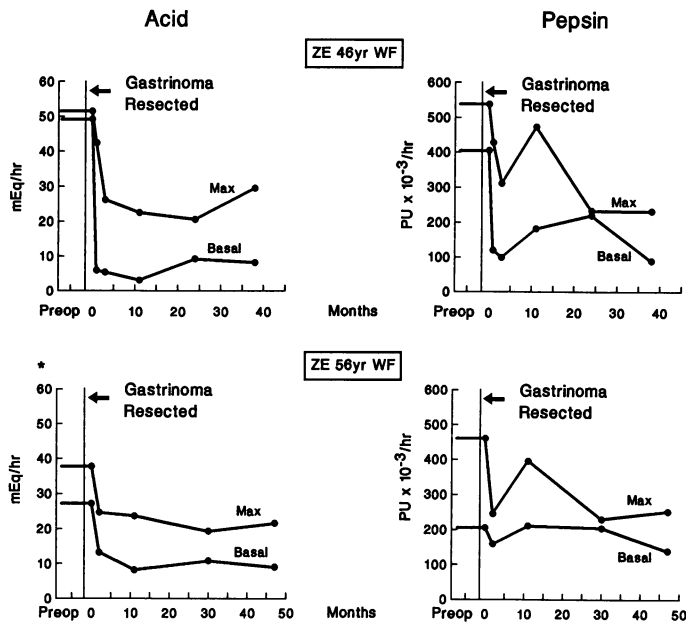 Acid
Pepsin
ZE 46yr WF
60
50
40
30
20
10
0
mEq/hr
Gastrinoma
Resected
Max
Basal
Preop 0 10 20 30 40
Months
600
500
400
300
200
100
0
PU x 10⁻³/hr
Gastrinoma
Resected
Max
Basal
Preop 0 10 20 30 40
ZE 56yr WF
*
60
50
40
30
20
10
0
mEq/hr
Gastrinoma
Resected
Max
Basal
Preop 0 10 20 30 40 50
Months
600
500
400
300
200
100
0
PU x 10⁻³/hr
Gastrinoma
Resected
Max
Basal
Preop 0 10 20 30 40 50